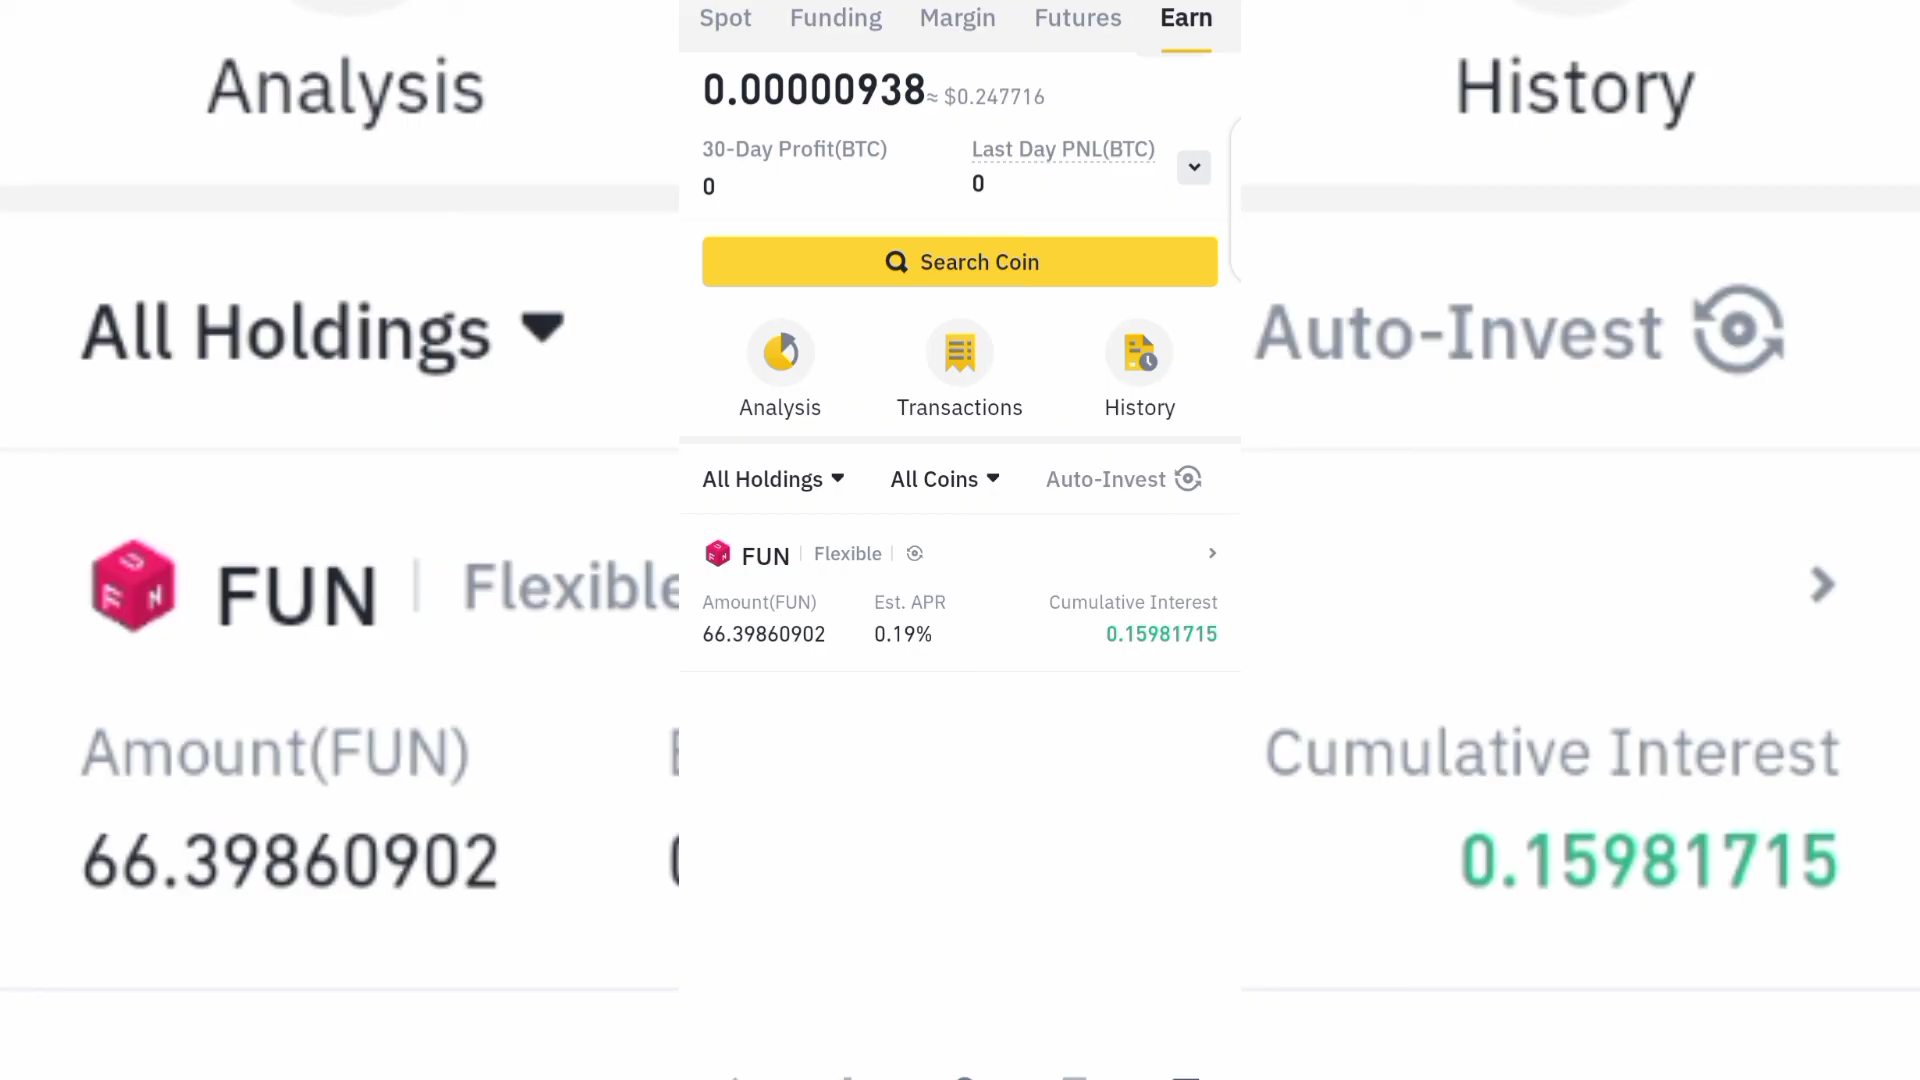 Spot Funding Margin Futures Earn
0.00000938 ≈ $0.247716
30-Day Profit(BTC) Last Day PNL(BTC)
0 0
Search Coin
Analysis Transactions History
All Holdings All Coins Auto-Invest
FUN Flexible
Amount(FUN) Est. APR Cumulative Interest
66.39860902 0.19% 0.15981715
Analysis History
All Holdings Auto-Invest
FUN Flexible
Amount(FUN) Cumulative Interest
66.39860902 0.15981715